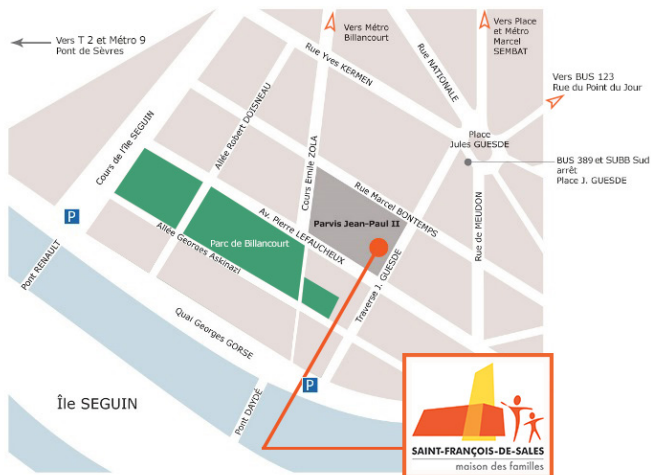 Vers T 2 et Métro 9
Pont de Sèvres
Vers Métro
Billancourt
Vers Place
et Métro
Marcel
SEMBAT
Vers BUS 123
Rue du Point du Jour
Rue Yves KERMEN
Rue NATIONALE
Place
Jules GUESDE
BUS 389 et SUBB Sud
arrêt
Place J. GUESDE
Cours de l'île SEGUIN
Allée Robert DOISNEAU
Cours Emile ZOLA
Rue Marcel BONTEMPS
Rue de MEUDON
Parvis Jean-Paul II
Av. Pierre LEFAUCHEUX
Parc de Billancourt
Allée Georges Askinazi
Traverse J. GUESDE
P
Pont RENAULT
Quai Georges GORSE
P
Pont DAYDÉ
Île SEGUIN
SAINT-FRANÇOIS-DE-SALES
maison des familles